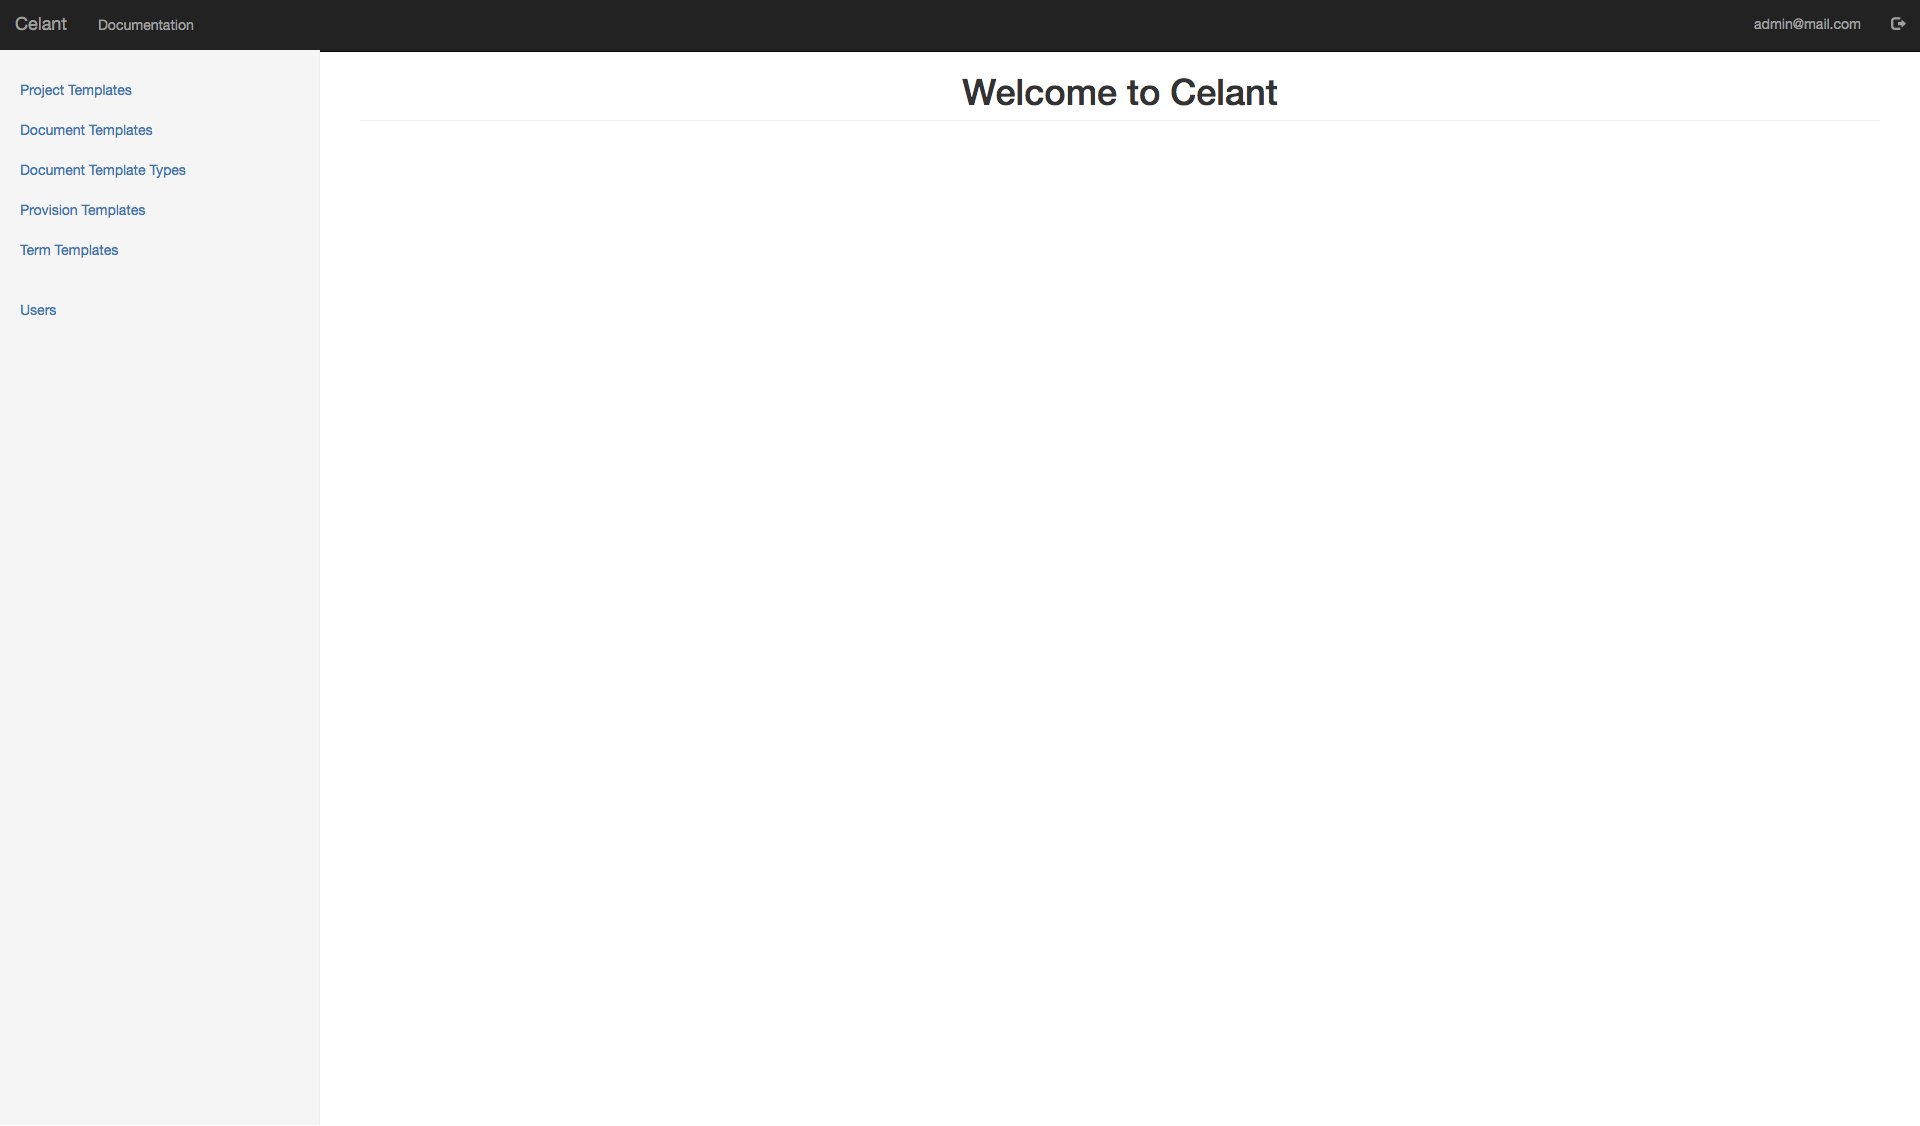 Celant Documentation admin@mail.com
Welcome to Celant
Project Templates
Document Templates
Document Template Types
Provision Templates
Term Templates
Users